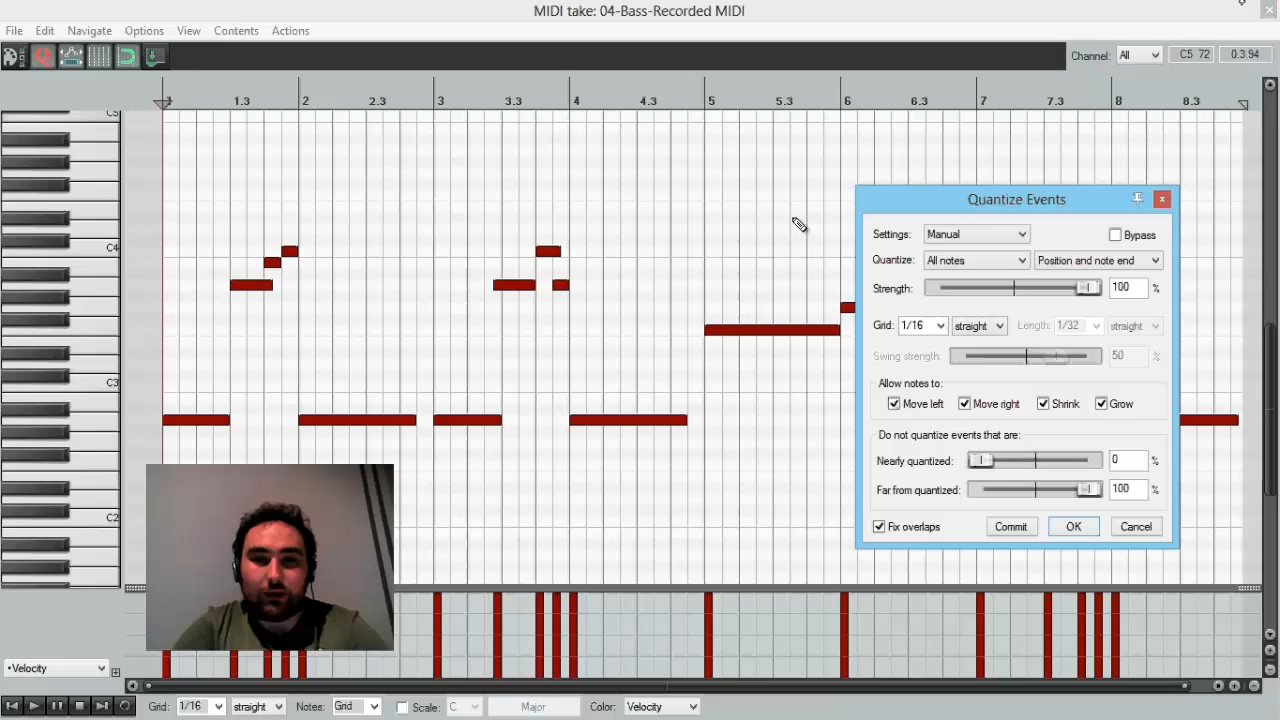 MIDI take: 04-Bass-Recorded MIDI
File Edit Navigate Options View Contents Actions
Channel: All C5 72 0.3.94
1 1.3 2 2.3 3 3.3 4 4.3 5 5.3 6 6.3 7 7.3 8 8.3
C5
C4
C3
C2
Quantize Events
Settings: Manual Bypass
Quantize: All notes Position and note end
Strength: 100 %
Grid: 1/16 straight Length: 1/32 straight
Swing strength: 50 %
Allow notes to:
Move left Move right Shrink Grow
Do not quantize events that are:
Nearly quantized: 0 %
Far from quantized: 100 %
Fix overlaps Commit OK Cancel
•Velocity
Grid: 1/16 straight Notes: Grid Scale: C Major Color: Velocity